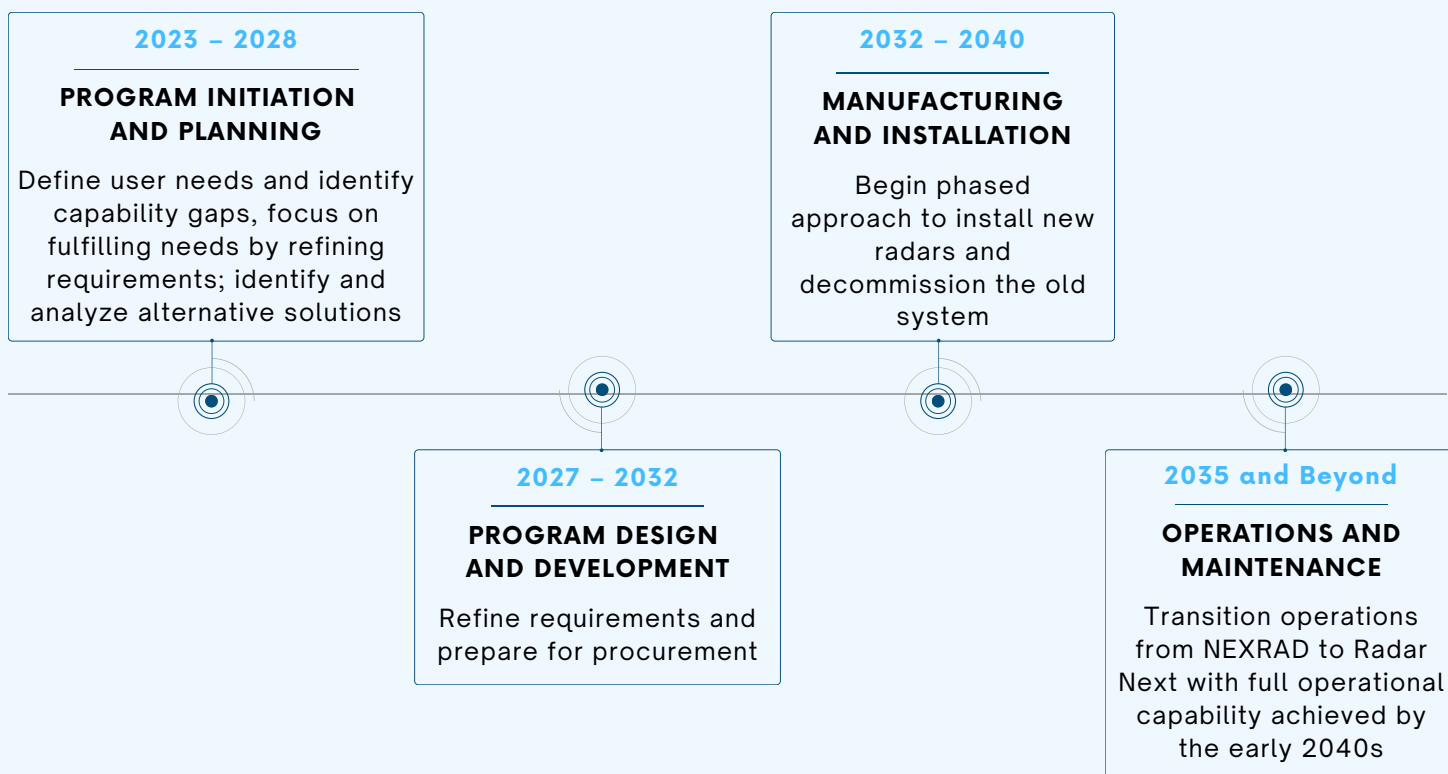 2023 – 2028
PROGRAM INITIATION
AND PLANNING
Define user needs and identify
capability gaps, focus on
fulfilling needs by refining
requirements; identify and
analyze alternative solutions
2027 – 2032
PROGRAM DESIGN
AND DEVELOPMENT
Refine requirements and
prepare for procurement
2032 – 2040
MANUFACTURING
AND INSTALLATION
Begin phased
approach to install new
radars and
decommission the old
system
2035 and Beyond
OPERATIONS AND
MAINTENANCE
Transition operations
from NEXRAD to Radar
Next with full operational
capability achieved by
the early 2040s